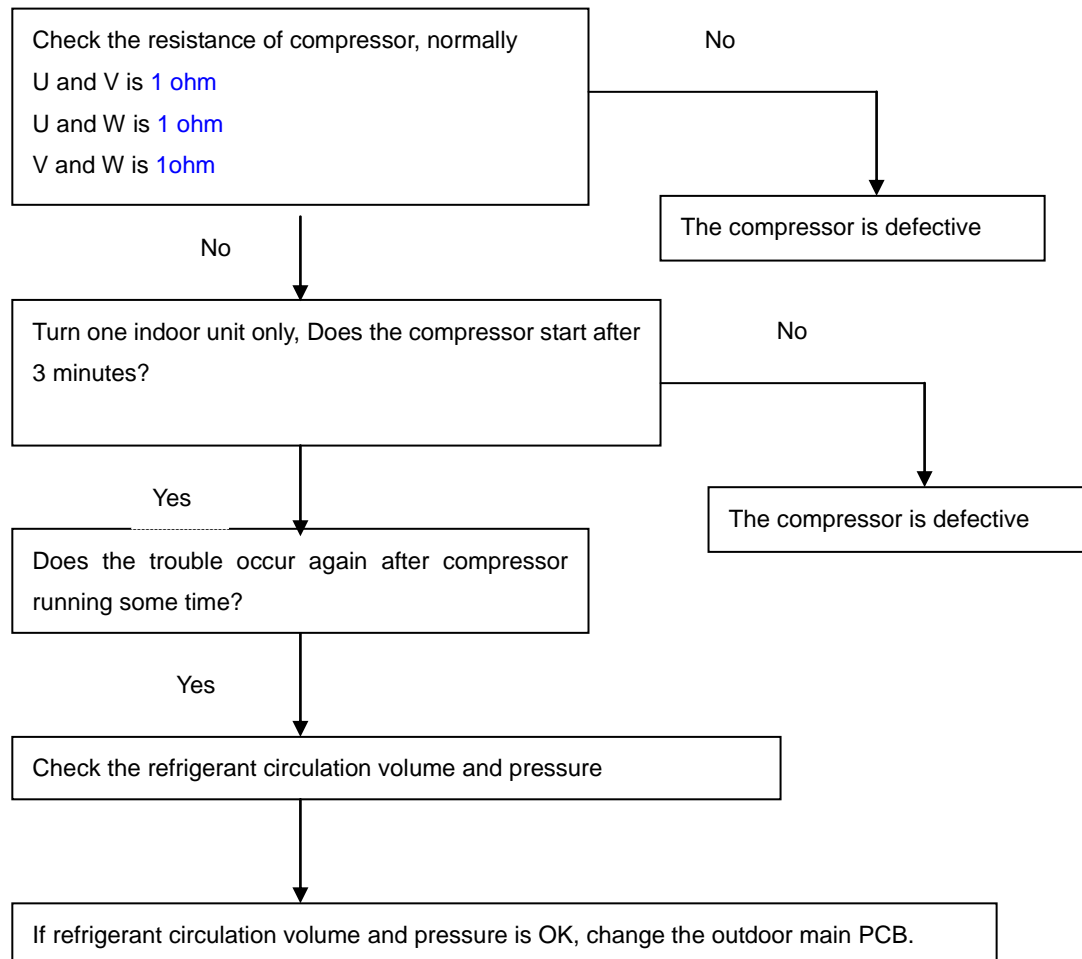 Check the resistance of compressor, normally
U and V is 1 ohm
U and W is 1 ohm
V and W is 1ohm
No
The compressor is defective
No
Turn one indoor unit only, Does the compressor start after
3 minutes?
No
Yes
The compressor is defective
Does the trouble occur again after compressor
running some time?
Yes
Check the refrigerant circulation volume and pressure
If refrigerant circulation volume and pressure is OK, change the outdoor main PCB.